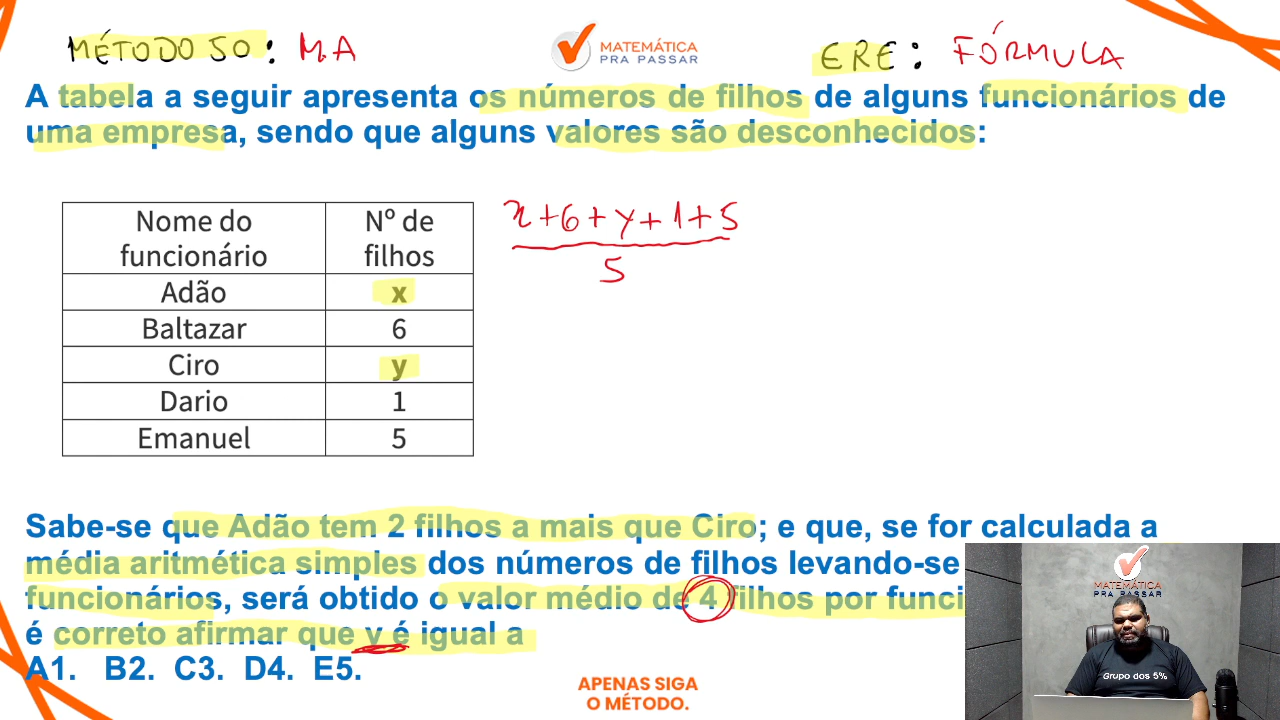 MÉTODO 50: MA
MATEMÁTICA
PRA PASSAR
ERE: FÓRMULA
A tabela a seguir apresenta os números de filhos de alguns funcionários de
uma empresa, sendo que alguns valores são desconhecidos:
Nome do funcionário Nº de filhos
Adão x
Baltazar 6
Ciro y
Dario 1
Emanuel 5
x+6+y+1+5
5
Sabe-se que Adão tem 2 filhos a mais que Ciro; e que, se for calculada a
média aritmética simples dos números de filhos levando-se
funcionários, será obtido o valor médio de 4 filhos por funci
é correto afirmar que y é igual a
A1. B2. C3. D4. E5.
APENAS SIGA
O MÉTODO.
MATEMÁTICA
PRA PASSAR
Grupo dos 5%